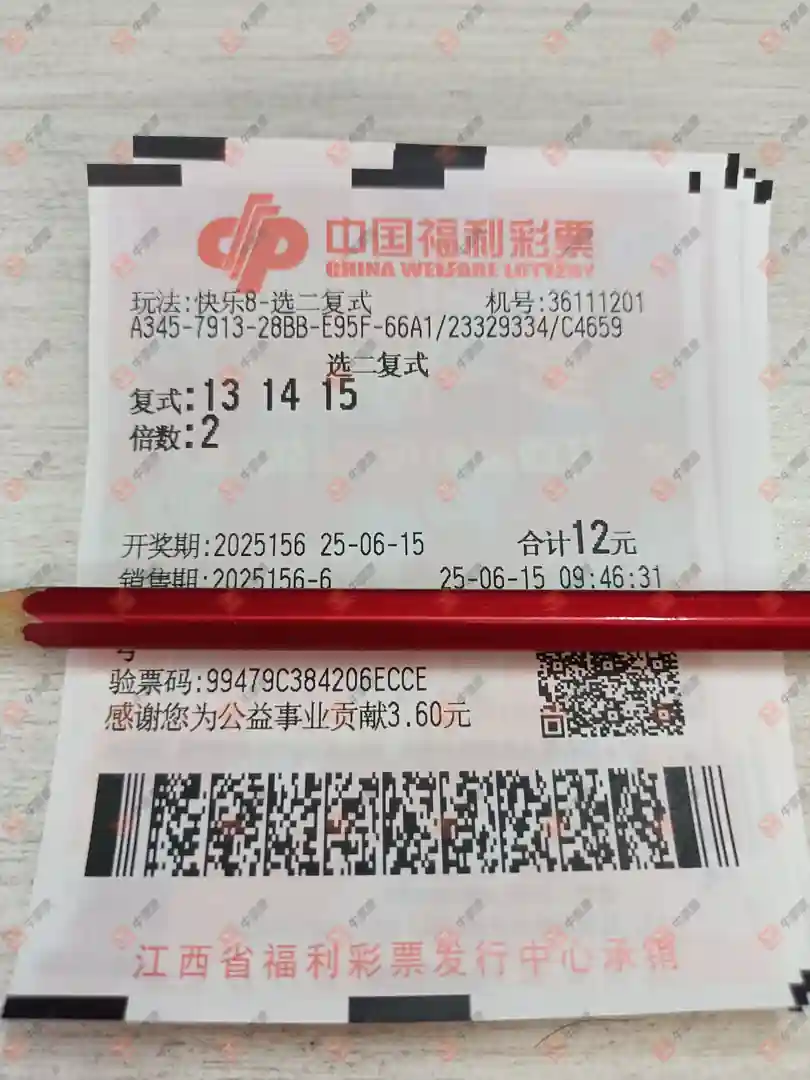 中国福利彩票
CHINA WELFARE LOTTERY
玩法:快乐8-选二复式 机号:36111201
A345-7913-28BB-E95F-66A1/23329334/C4659
选二复式
复式:13 14 15
倍数:2
开奖期:2025156 25-06-15 合计12元
销售期:2025156-6 25-06-15 09:46:31
号
验票码:99479C384206ECCE
感谢您为公益事业贡献3.60元
江西省福利彩票发行中心承销